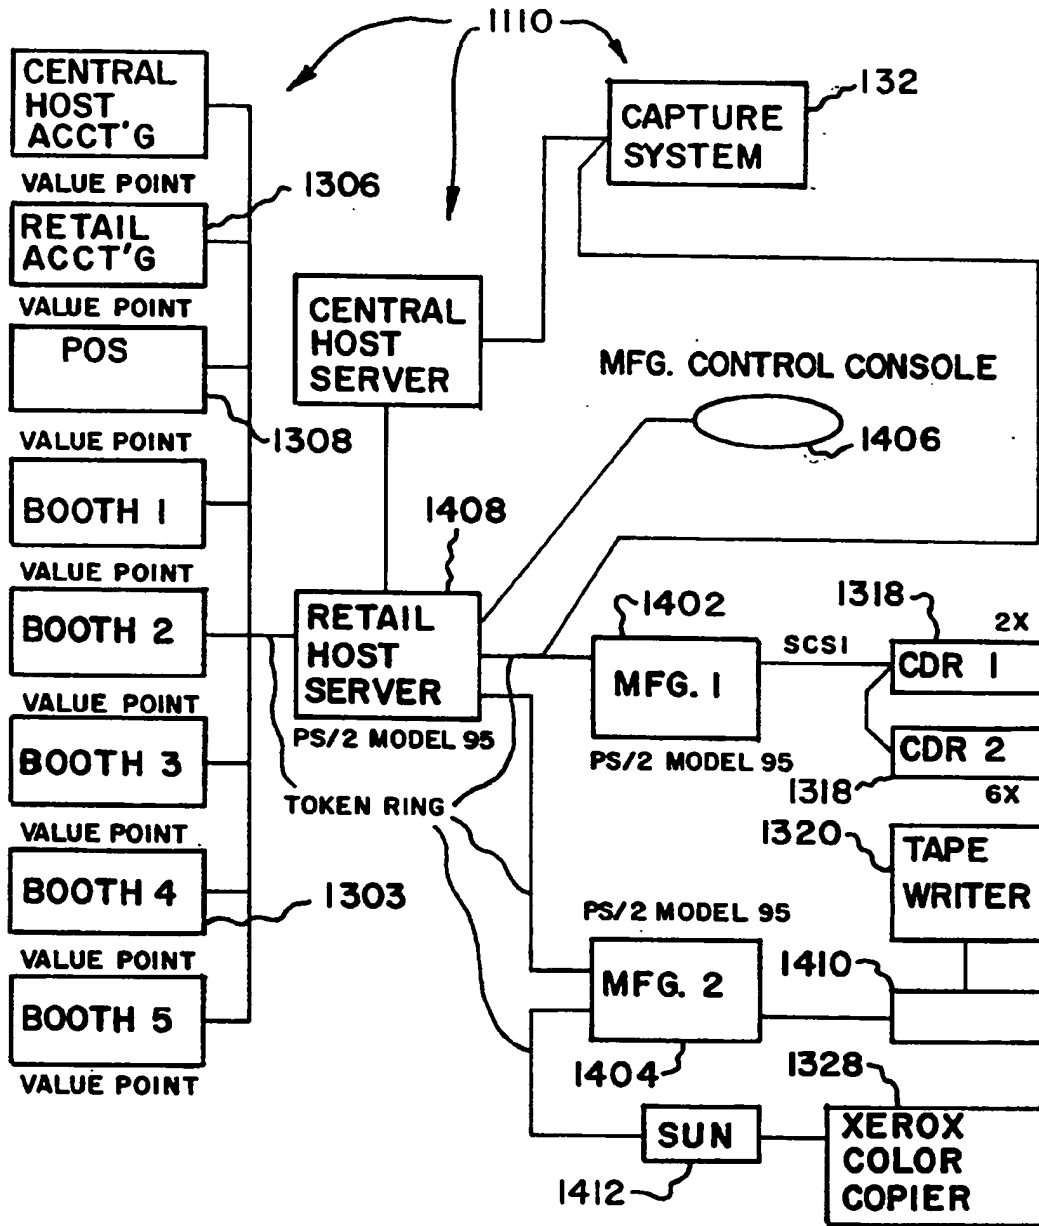 1110
CENTRAL
HOST
ACCT'G
VALUE POINT
1306
RETAIL
ACCT'G
VALUE POINT
POS
1308
VALUE POINT
BOOTH 1
VALUE POINT
BOOTH 2
VALUE POINT
BOOTH 3
VALUE POINT
BOOTH 4
1303
VALUE POINT
BOOTH 5
VALUE POINT
CAPTURE
SYSTEM
132
CENTRAL
HOST
SERVER
MFG. CONTROL CONSOLE
1406
1408
RETAIL
HOST
SERVER
PS/2 MODEL 95
TOKEN RING
1402
MFG. 1
PS/2 MODEL 95
SCSI
1318
2X
CDR 1
CDR 2
1318
6X
1320
TAPE
WRITER
PS/2 MODEL 95
MFG. 2
1404
1410
1328
SUN
1412
XEROX
COLOR
COPIER